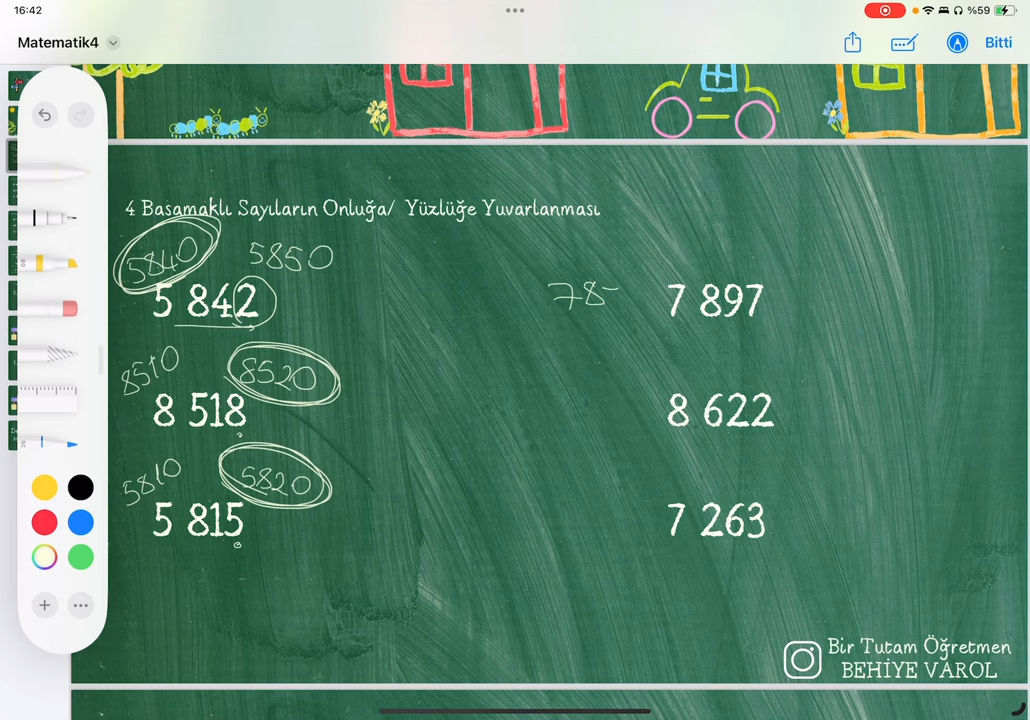 16:42
%59
Matematik4
Bitti
4 Basamaklı Sayıların Onluğa/ Yüzlüğe Yuvarlanması
5840 5850
5 842
78
7 897
8510 8520
8 518
8 622
5810 5820
5 815
7 263
Bir Tutam Öğretmen
BEHİYE VAROL